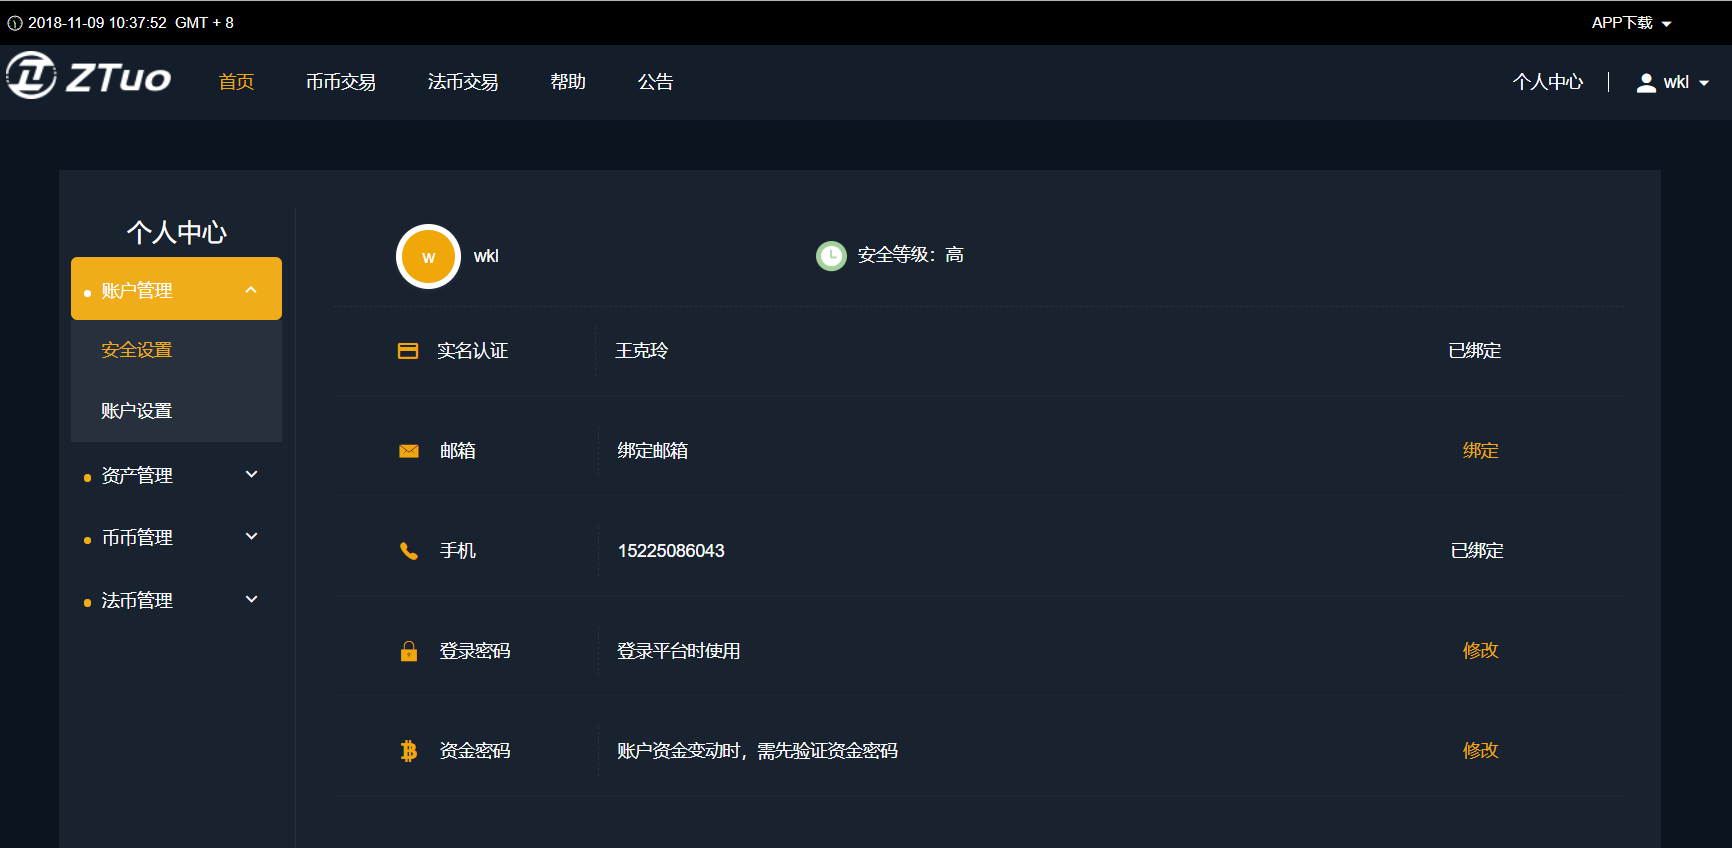 2018-11-09 10:37:52 GMT + 8
APP下载
ZTuo 首页 币币交易 法币交易 帮助 公告
个人中心 | wkl
个人中心
账户管理
安全设置
账户设置
资产管理
币币管理
法币管理
w wkl
安全等级：高
实名认证 王克玲 已绑定
邮箱 绑定邮箱 绑定
手机 15225086043 已绑定
登录密码 登录平台时使用 修改
资金密码 账户资金变动时，需先验证资金密码 修改